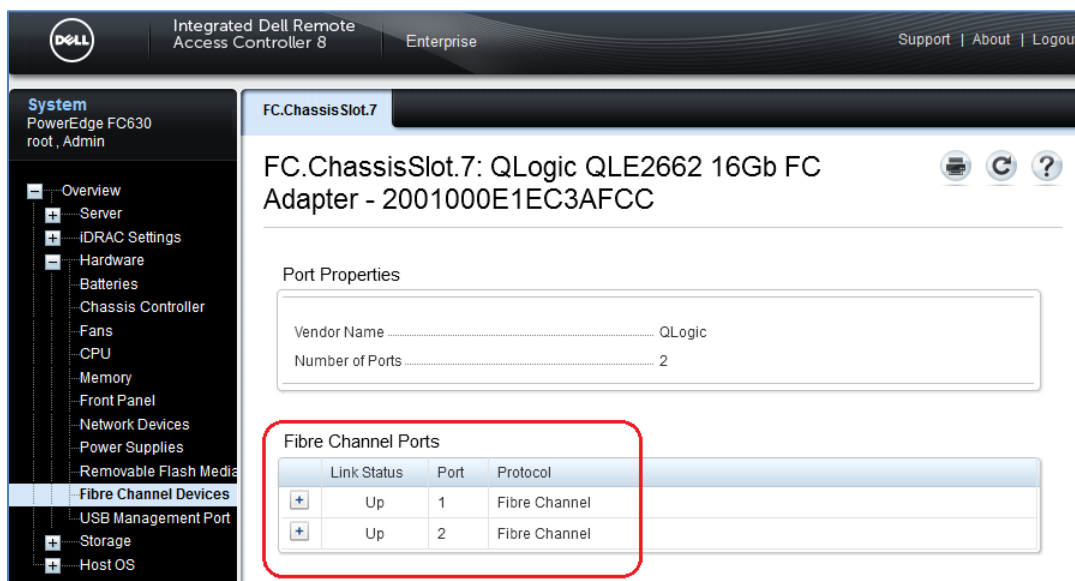 DELL
Integrated Dell Remote
Access Controller 8
Enterprise
Support | About | Logou
System
PowerEdge FC630
root , Admin
Overview
Server
iDRAC Settings
Hardware
Batteries
Chassis Controller
Fans
CPU
Memory
Front Panel
Network Devices
Power Supplies
Removable Flash Media
Fibre Channel Devices
USB Management Port
Storage
Host OS
FC.ChassisSlot.7
FC.ChassisSlot.7: QLogic QLE2662 16Gb FC
Adapter - 2001000E1EC3AFCC
Port Properties
Vendor Name QLogic
Number of Ports 2
Fibre Channel Ports
Link Status Port Protocol
Up 1 Fibre Channel
Up 2 Fibre Channel